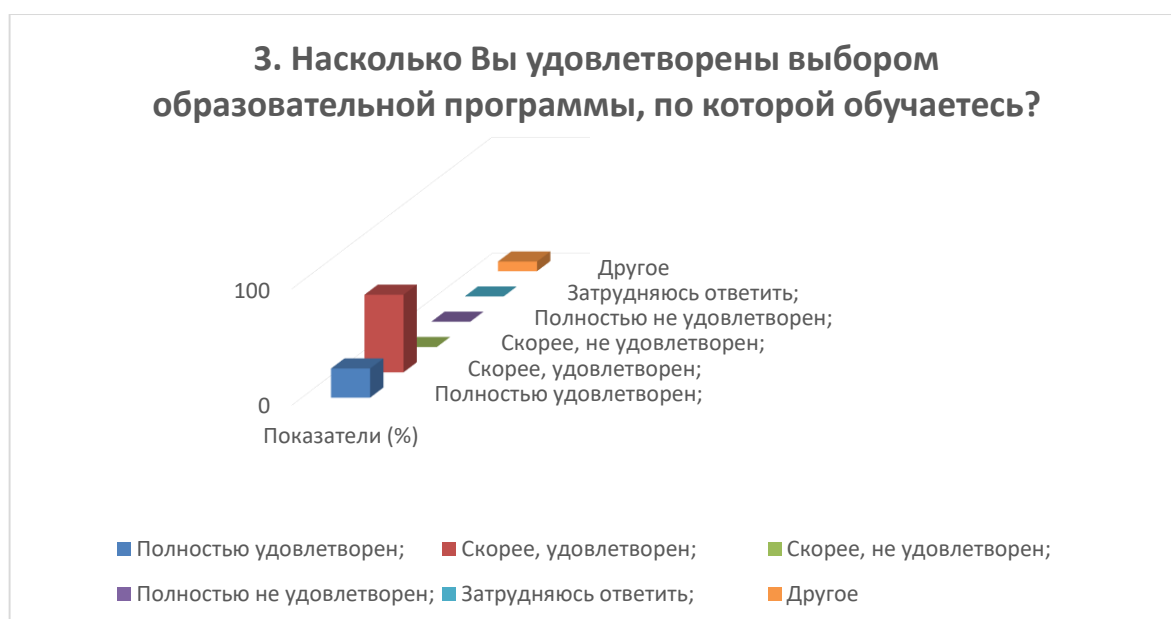 3. Насколько Вы удовлетворены выбором
образовательной программы, по которой обучаетесь?
Другое
100
Затрудняюсь ответить;
Полностью не удовлетворен;
Скорее, не удовлетворен;
Скорее, удовлетворен;
Полностью удовлетворен;
0
Показатели (%)
Полностью удовлетворен;
Скорее, удовлетворен;
Скорее, не удовлетворен;
Полностью не удовлетворен;
Затрудняюсь ответить;
Другое